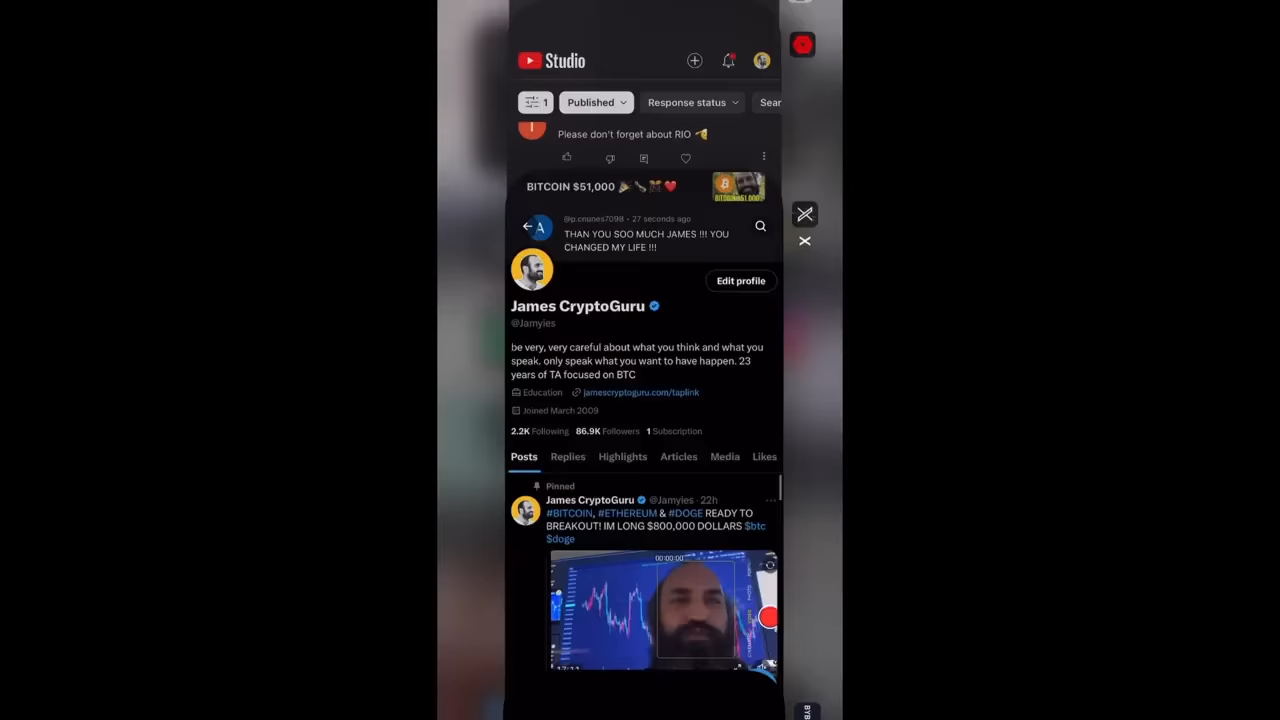 Studio
1
Published
Response status
Sear
Please don't forget about RIO
BITCOIN $51,000
@p.cnunes7098 • 27 seconds ago
A
THAN YOU SOO MUCH JAMES !!! YOU
CHANGED MY LIFE !!!
Edit profile
James CryptoGuru
@Jamyies
be very, very careful about what you think and what you
speak. only speak what you want to have happen. 23
years of TA focused on BTC
Education
jamescryptoguru.com/taplink
Joined March 2009
2.2K Following 86.9K Followers 1 Subscription
Posts Replies Highlights Articles Media Likes
Pinned
James CryptoGuru @Jamyies · 22h
#BITCOIN, #ETHEREUM & #DOGE READY TO
BREAKOUT! IM LONG $800,000 DOLLARS $btc
$doge
00:00:00